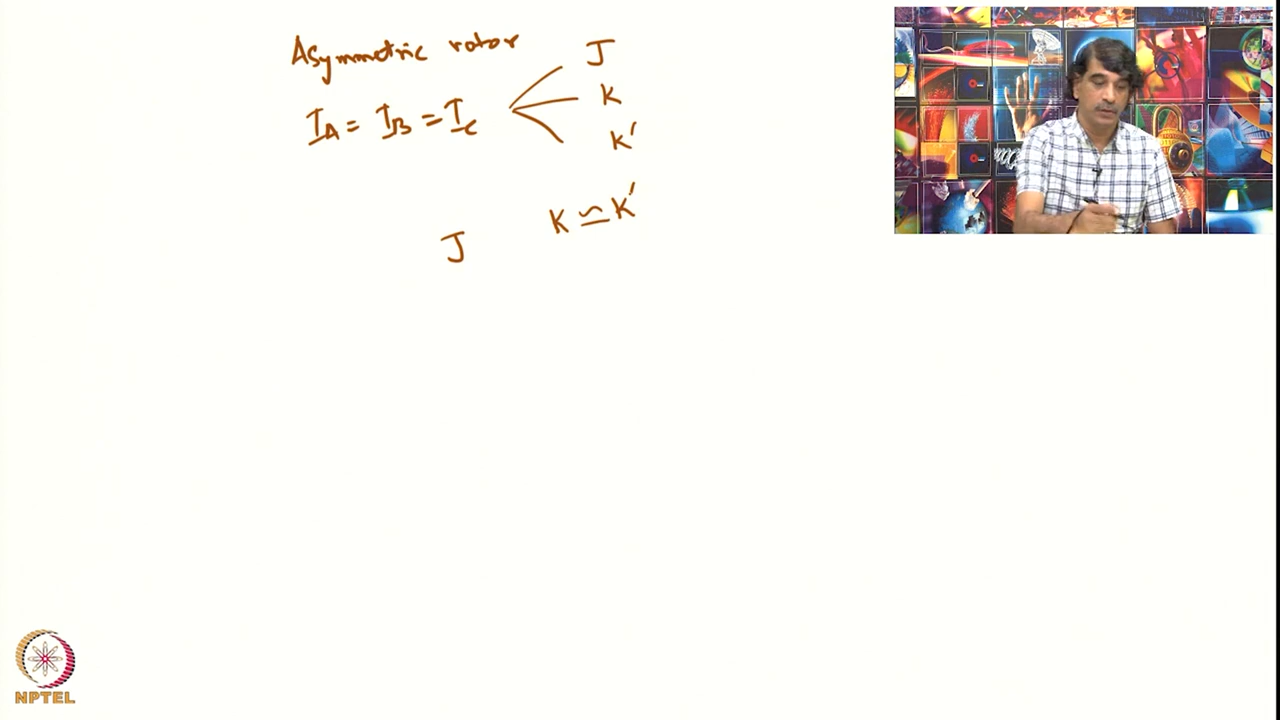 Asymmetric rotor
I_A = I_B = I_C
J
K
K'
K ≃ K'
J
NPTEL